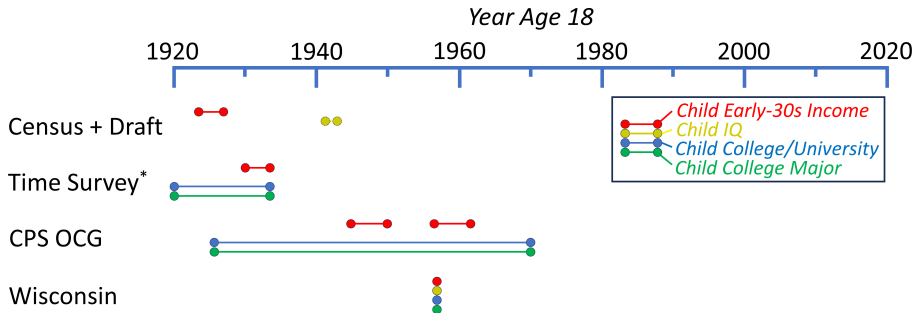 Year Age 18
1920 1940 1960 1980 2000 2020
Child Early-30s Income
Census + Draft
Child IQ
Child College/University
Child College Major
Time Survey*
CPS OCG
Wisconsin